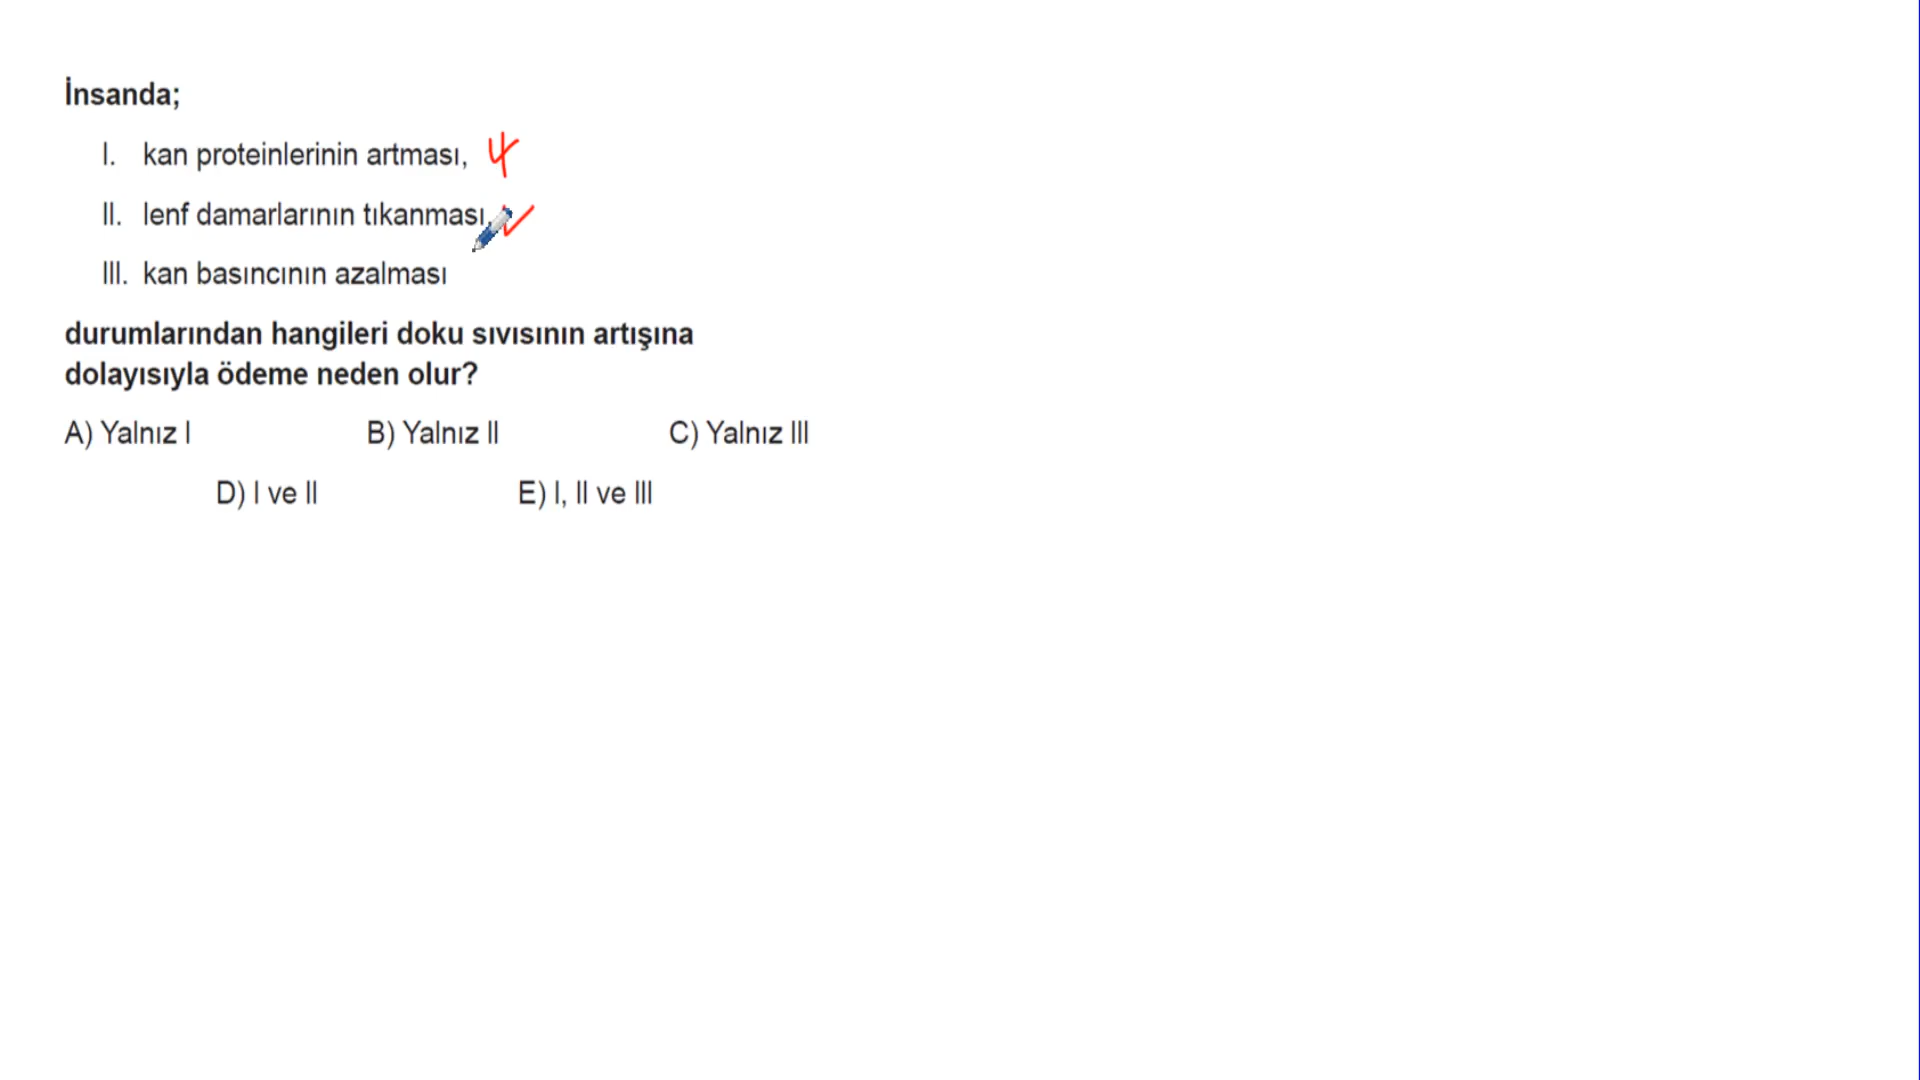 İnsanda;
I. kan proteinlerinin artması,
II. lenf damarlarının tıkanması,
III. kan basıncının azalması
durumlarından hangileri doku sıvısının artışına
dolayısıyla ödeme neden olur?
A) Yalnız I B) Yalnız II C) Yalnız III
D) I ve II E) I, II ve III